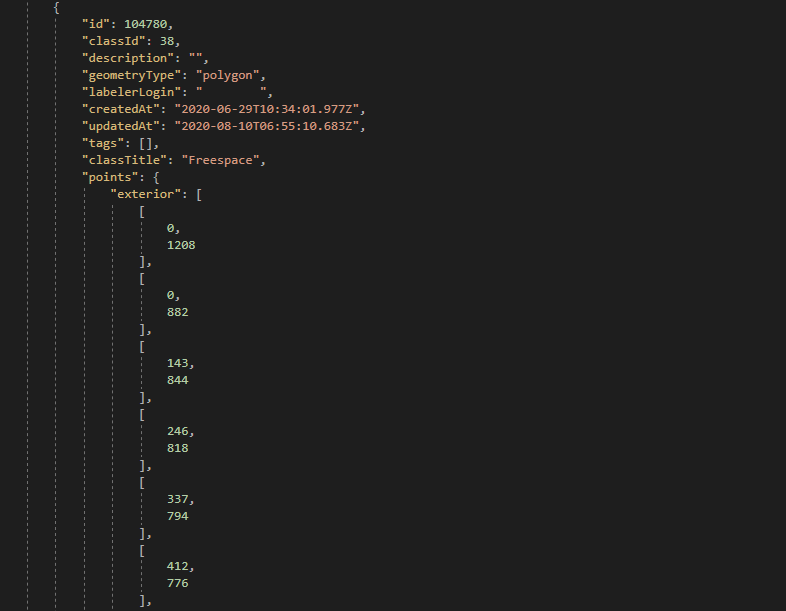 {
"id": 104780,
"classId": 38,
"description": "",
"geometryType": "polygon",
"labelerLogin": "        ",
"createdAt": "2020-06-29T10:34:01.977Z",
"updatedAt": "2020-08-10T06:55:10.683Z",
"tags": [],
"classTitle": "Freespace",
"points": {
"exterior": [
[
0,
1208
],
[
0,
882
],
[
143,
844
],
[
246,
818
],
[
337,
794
],
[
412,
776
],